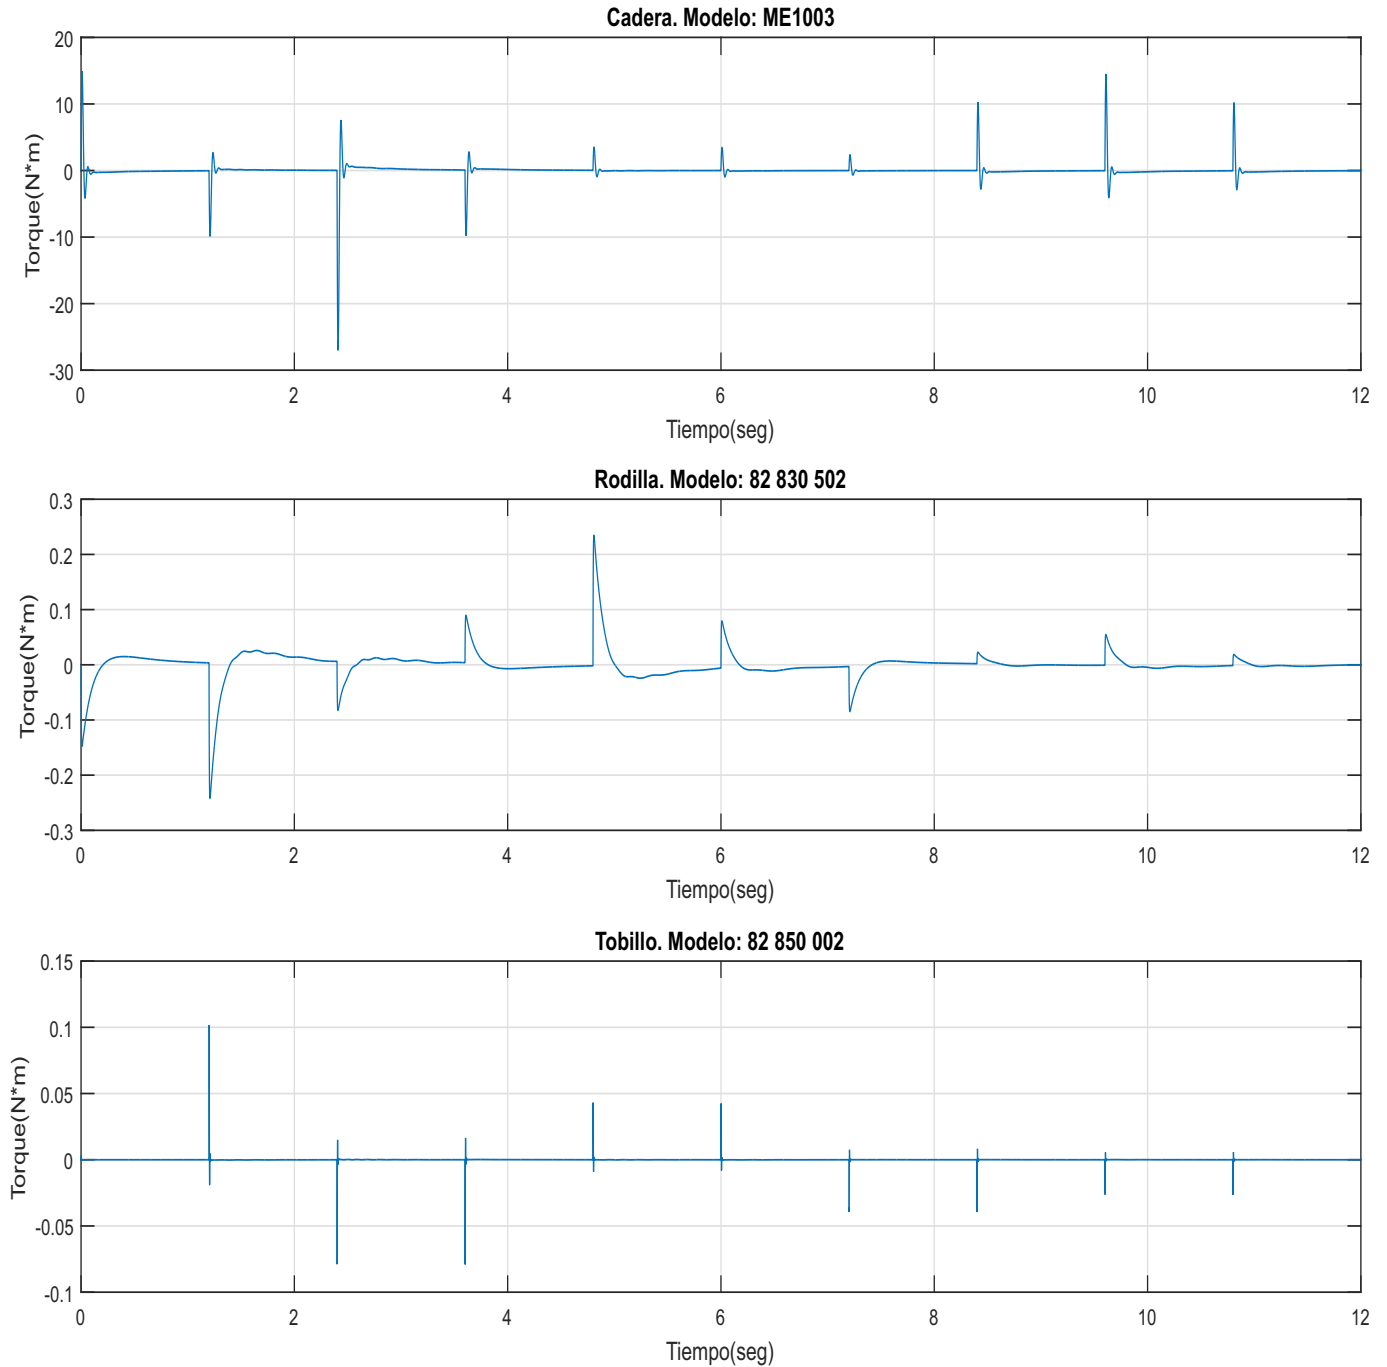 Cadera. Modelo: ME1003
20
10
0
-10
-20
-30
Torque(N*m)
0 2 4 6 8 10 12
Tiempo(seg)
Rodilla. Modelo: 82 830 502
0.3
0.2
0.1
0
-0.1
-0.2
-0.3
Torque(N*m)
0 2 4 6 8 10 12
Tiempo(seg)
Tobillo. Modelo: 82 850 002
0.15
0.1
0.05
0
-0.05
-0.1
Torque(N*m)
0 2 4 6 8 10 12
Tiempo(seg)